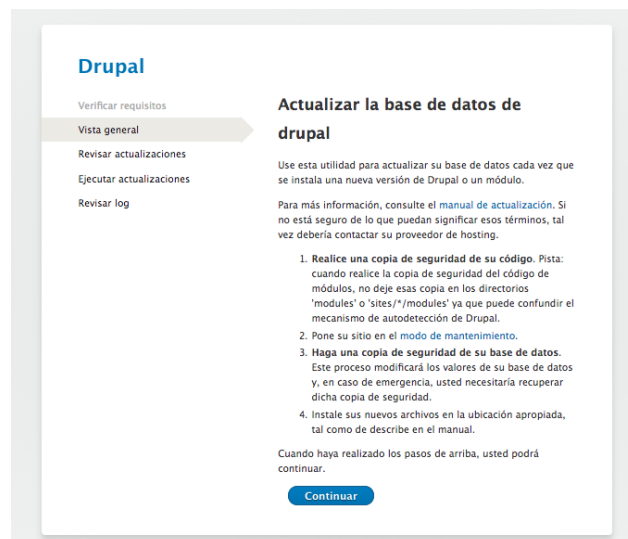 Drupal
Verificar requisitos
Vista general
Revisar actualizaciones
Ejecutar actualizaciones
Revisar log
Actualizar la base de datos de
drupal
Use esta utilidad para actualizar su base de datos cada vez que
se instala una nueva versión de Drupal o un módulo.
Para más información, consulte el manual de actualización. Si
no está seguro de lo que puedan significar esos términos, tal
vez debería contactar su proveedor de hosting.
1. Realice una copia de seguridad de su código. Pista:
cuando realice la copia de seguridad del código de
módulos, no deje esas copia en los directorios
'modules' o 'sites/*/modules' ya que puede confundir el
mecanismo de autodetección de Drupal.
2. Pone su sitio en el modo de mantenimiento.
3. Haga una copia de seguridad de su base de datos.
Este proceso modificará los valores de su base de datos
y, en caso de emergencia, usted necesitaría recuperar
dicha copia de seguridad.
4. Instale sus nuevos archivos en la ubicación apropiada,
tal como de describe en el manual.
Cuando haya realizado los pasos de arriba, usted podrá
continuar.
Continuar